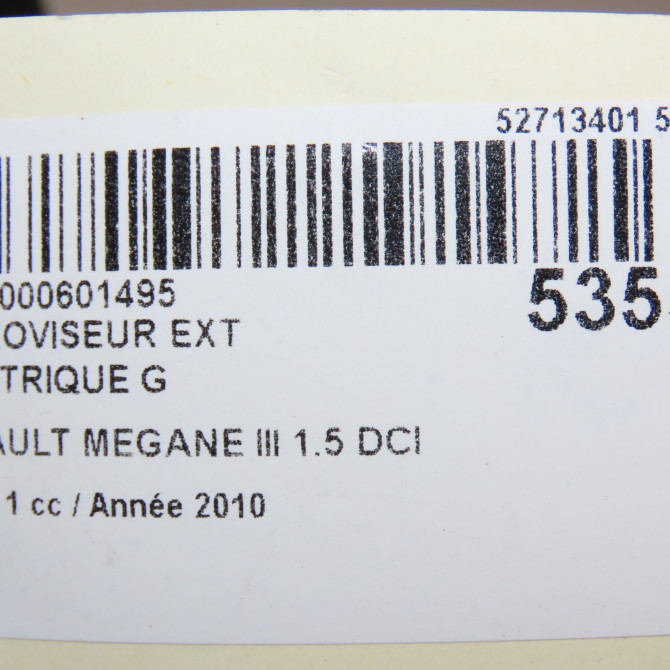 52713401 5
000601495
535
OVISEUR EXT
TRIQUE G
AULT MEGANE III 1.5 DCI
1 cc / Année 2010